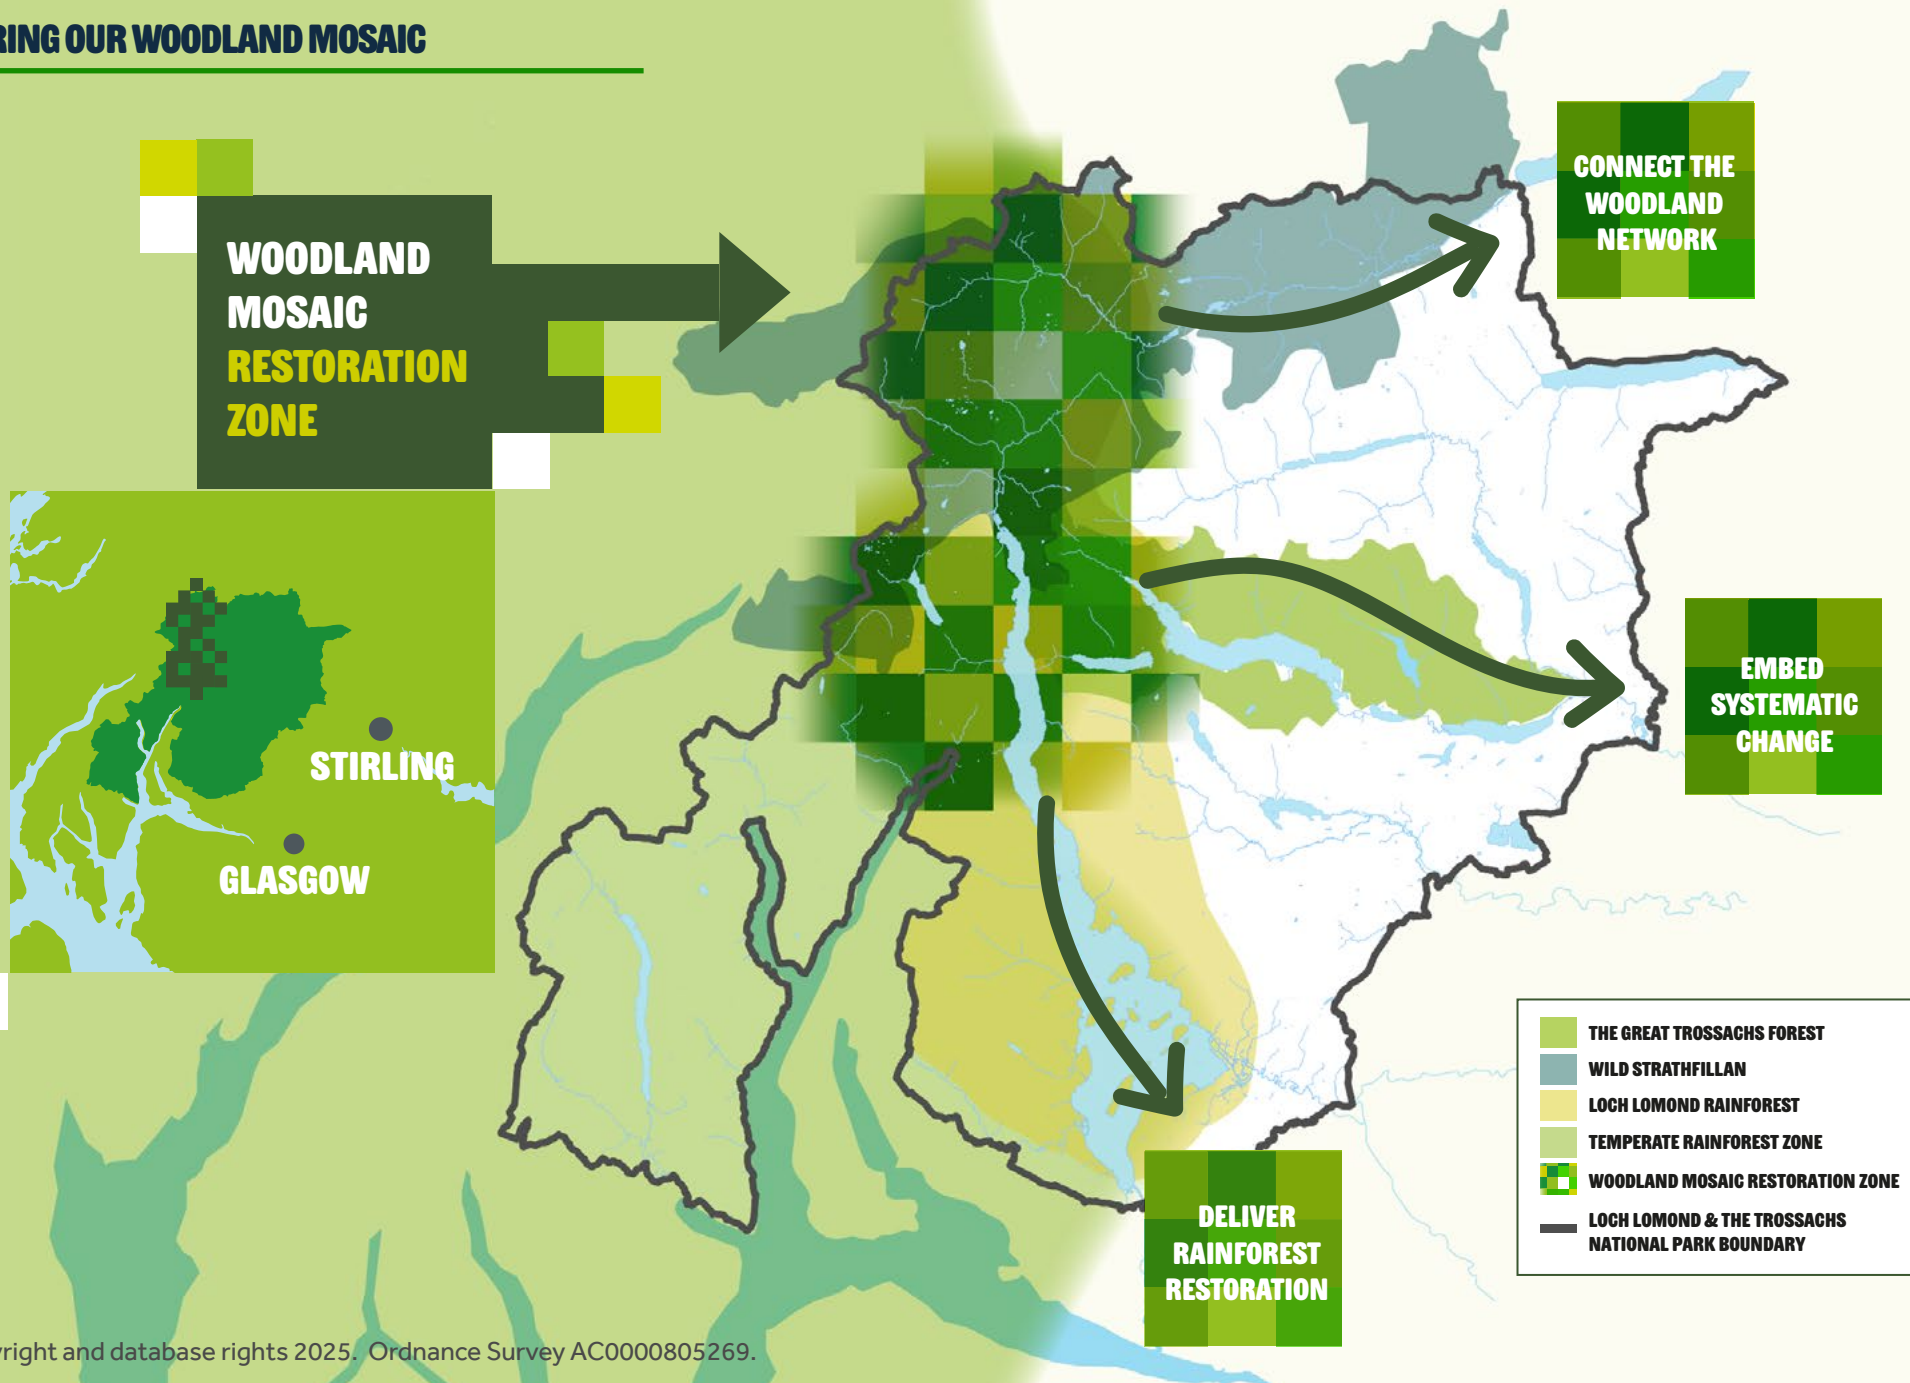 RING OUR WOODLAND MOSAIC
WOODLAND
MOSAIC
RESTORATION
ZONE
CONNECT THE
WOODLAND
NETWORK
EMBED
SYSTEMATIC
CHANGE
STIRLING
GLASGOW
DELIVER
RAINFOREST
RESTORATION
THE GREAT TROSSACHS FOREST
WILD STRATHFILLAN
LOCH LOMOND RAINFOREST
TEMPERATE RAINFOREST ZONE
WOODLAND MOSAIC RESTORATION ZONE
LOCH LOMOND & THE TROSSACHS
NATIONAL PARK BOUNDARY
yright and database rights 2025. Ordnance Survey AC0000805269.